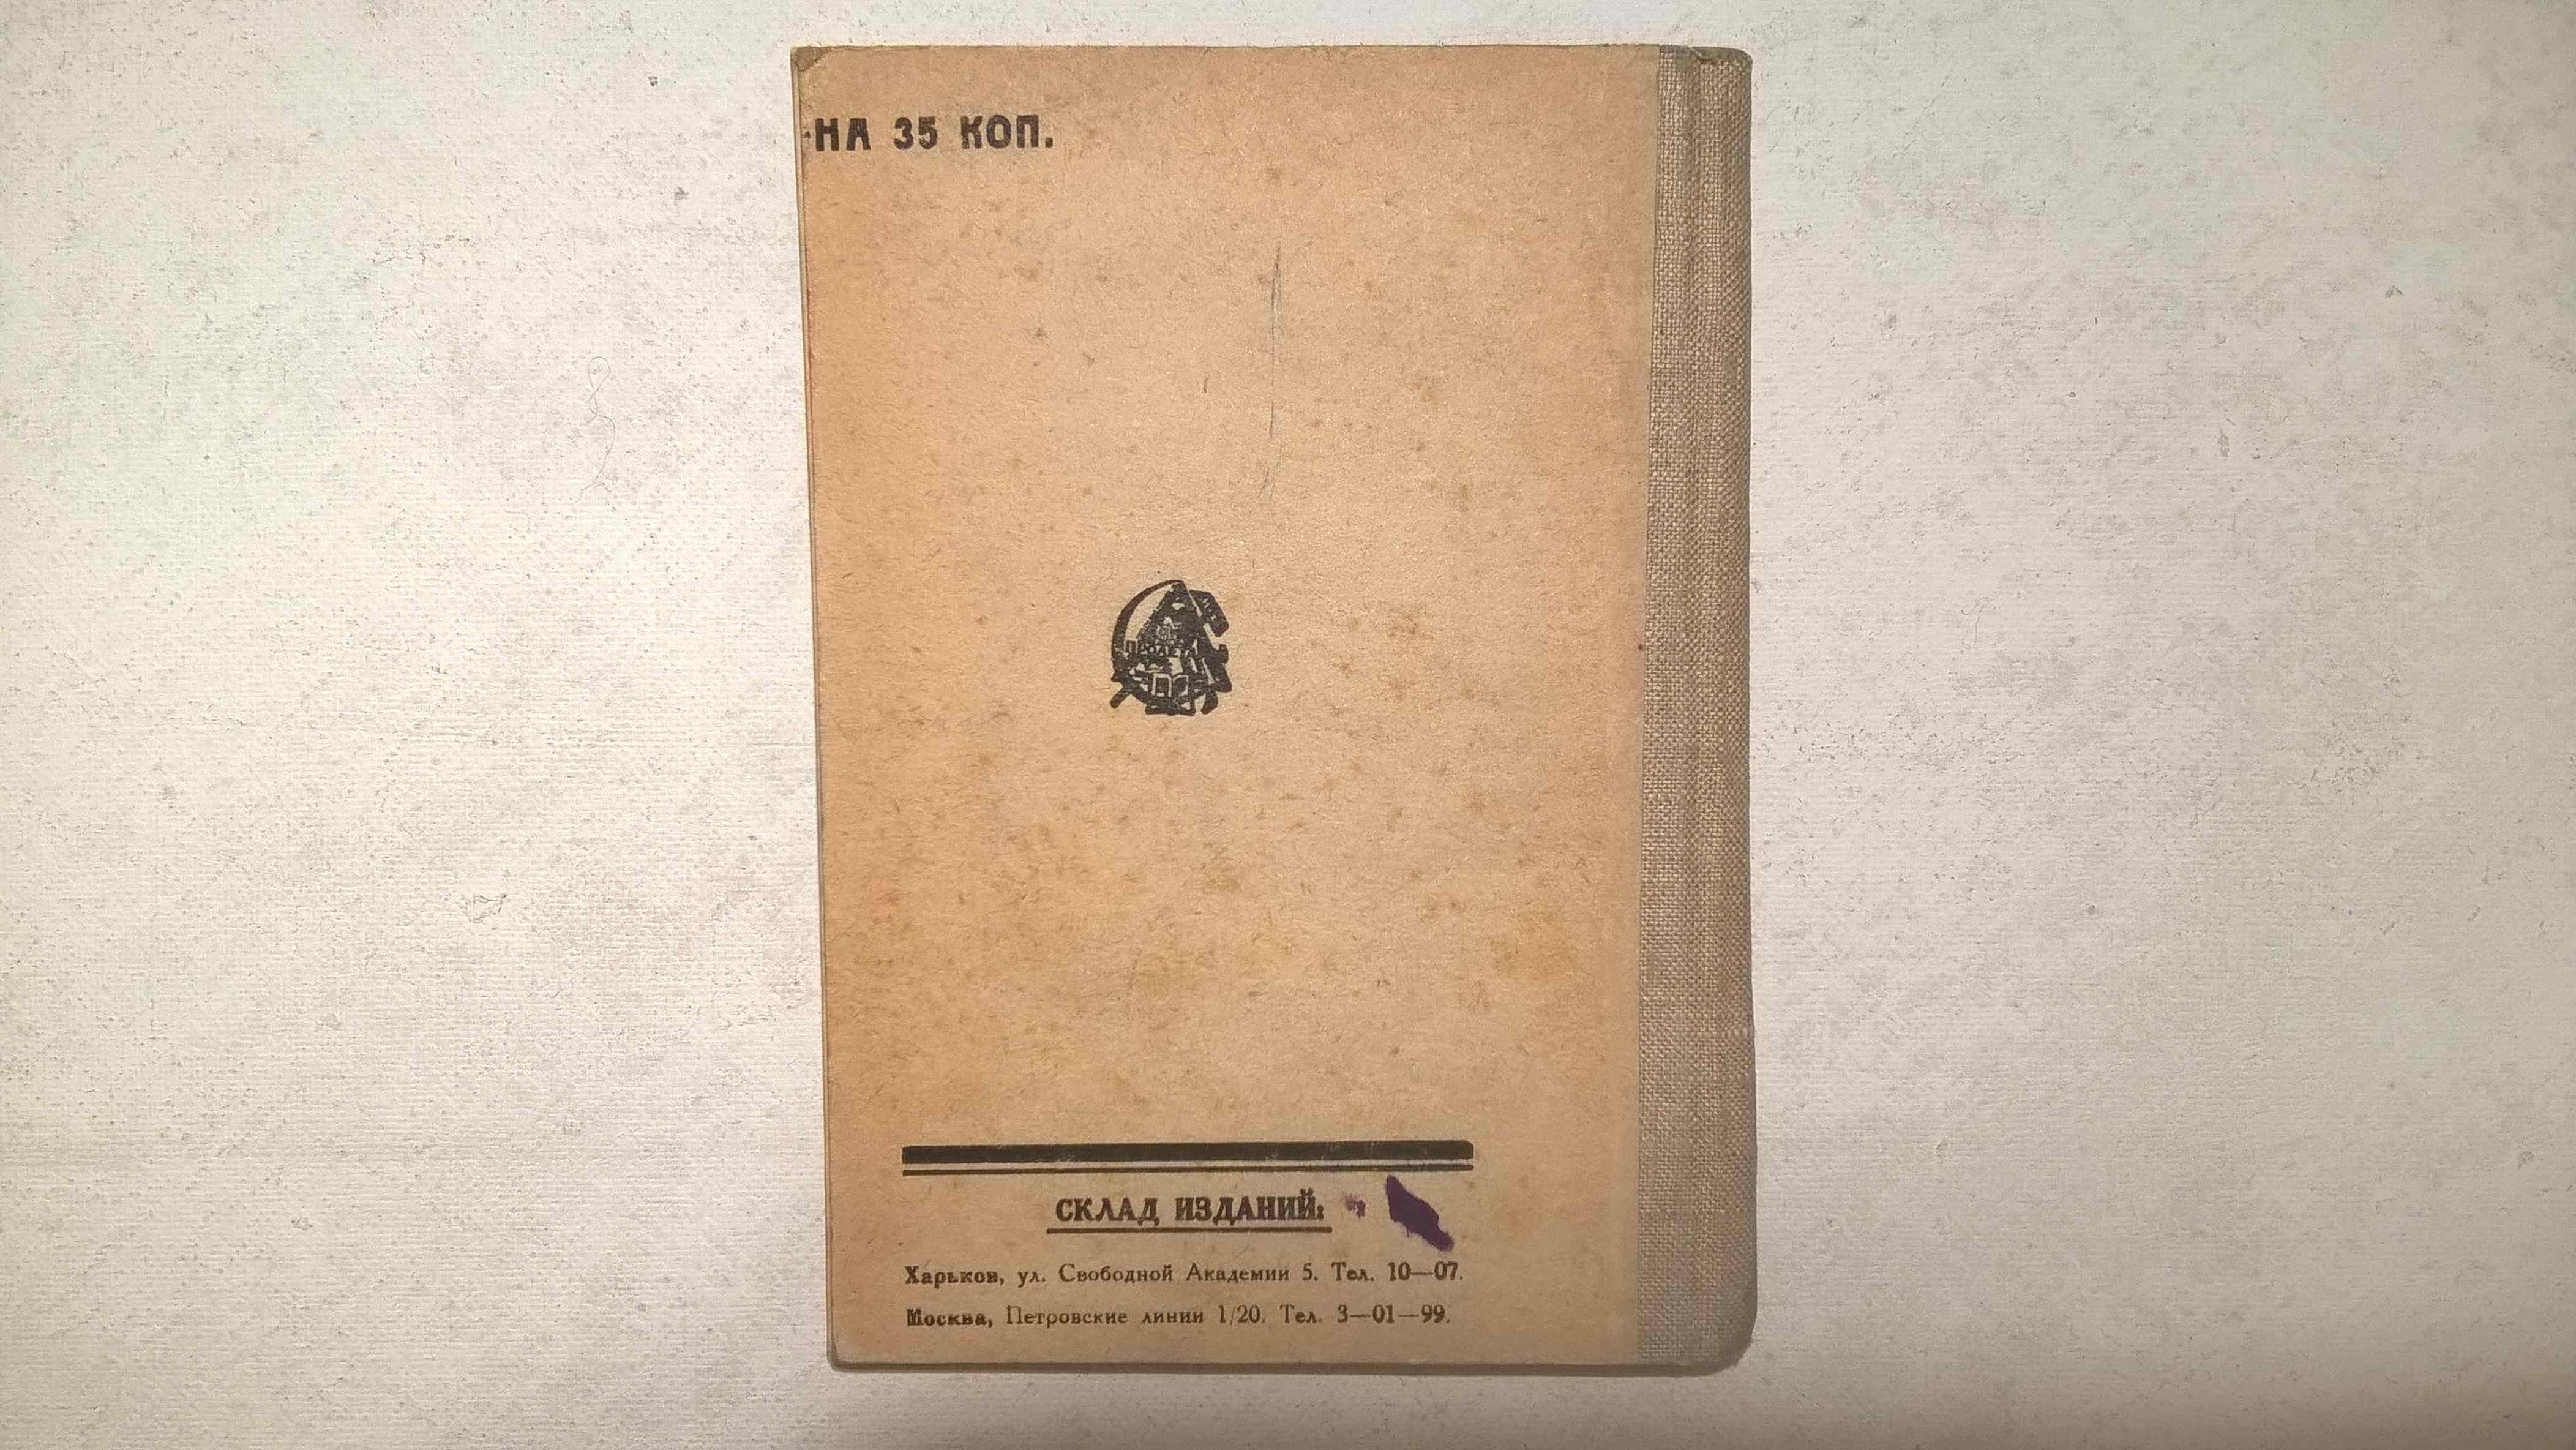 НА 35 КОП.
СКЛАД ИЗДАНИЙ:
Харьков, ул. Свободной Академии 5. Тел. 10—07.
Москва, Петровские линии 1/20. Тел. 3—01—99.